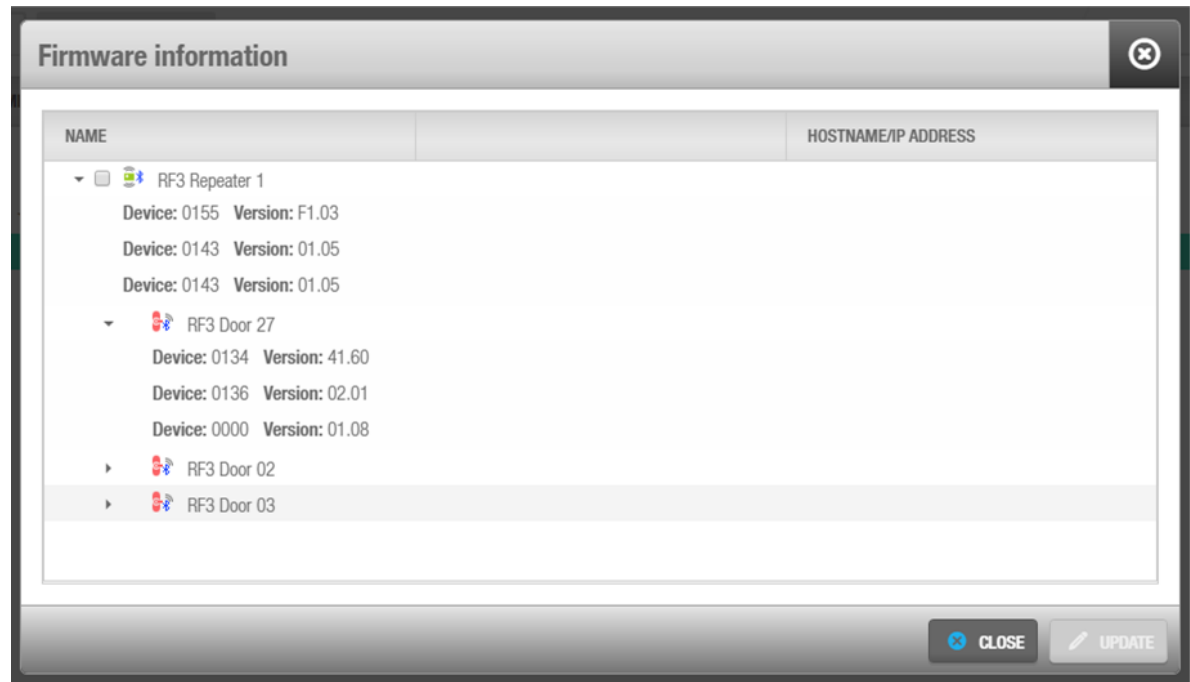 Firmware information
NAME HOSTNAME/IP ADDRESS
RF3 Repeater 1
Device: 0155 Version: F1.03
Device: 0143 Version: 01.05
Device: 0143 Version: 01.05
RF3 Door 27
Device: 0134 Version: 41.60
Device: 0136 Version: 02.01
Device: 0000 Version: 01.08
RF3 Door 02
RF3 Door 03
CLOSE UPDATE